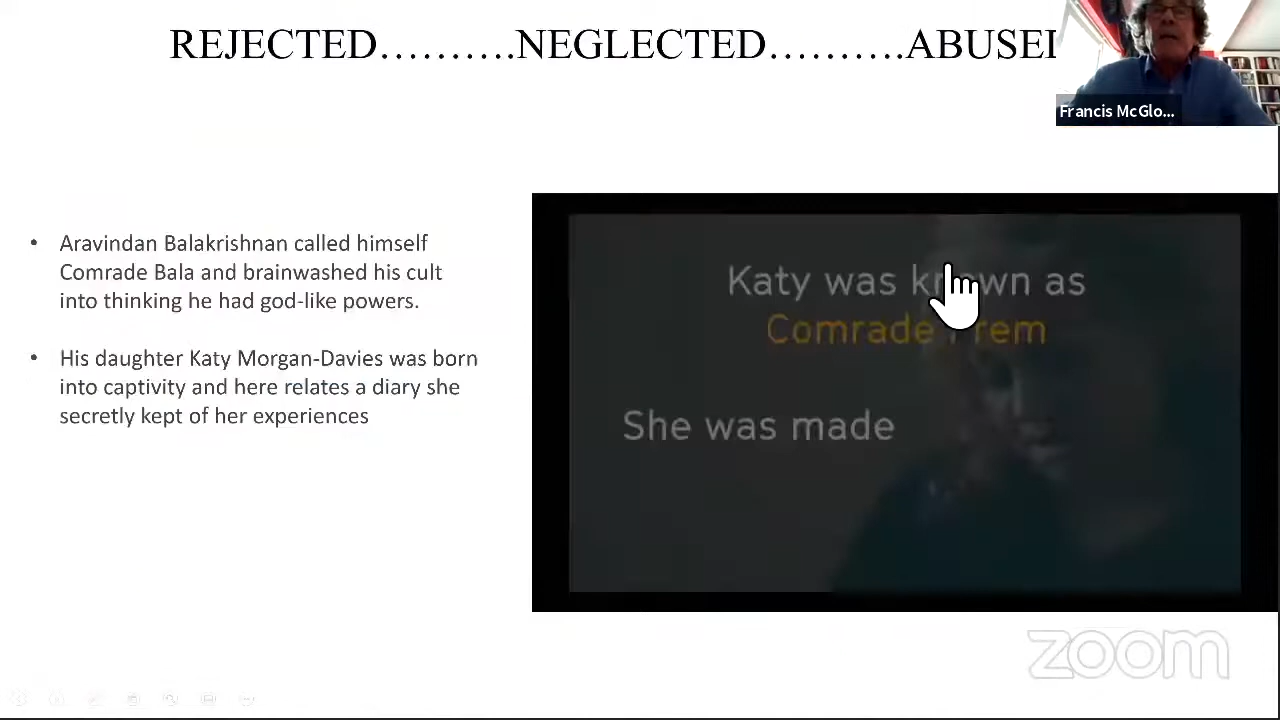 REJECTED……….NEGLECTED……….ABUSE
Francis McGlo...
• Aravindan Balakrishnan called himself
Comrade Bala and brainwashed his cult
into thinking he had god-like powers.
• His daughter Katy Morgan-Davies was born
into captivity and here relates a diary she
secretly kept of her experiences
Katy was known as
Comrade Prem
She was made
zoom